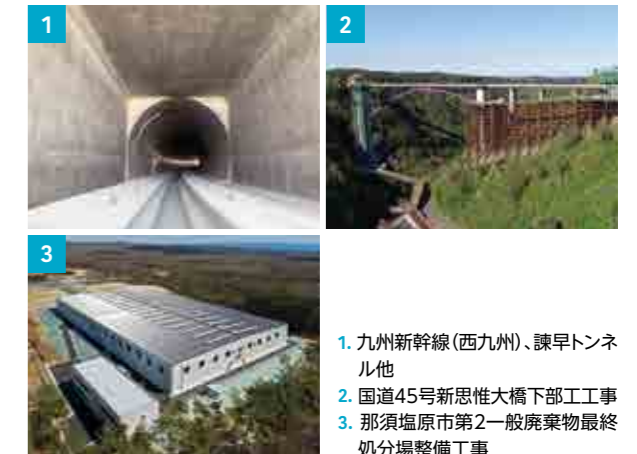 1
2
3
1. 九州新幹線（西九州）、諫早トンネ
ル他
2. 国道45号新思惟大橋下部工工事
3. 那須塩原市第2一般廃棄物最終
処分場整備工事